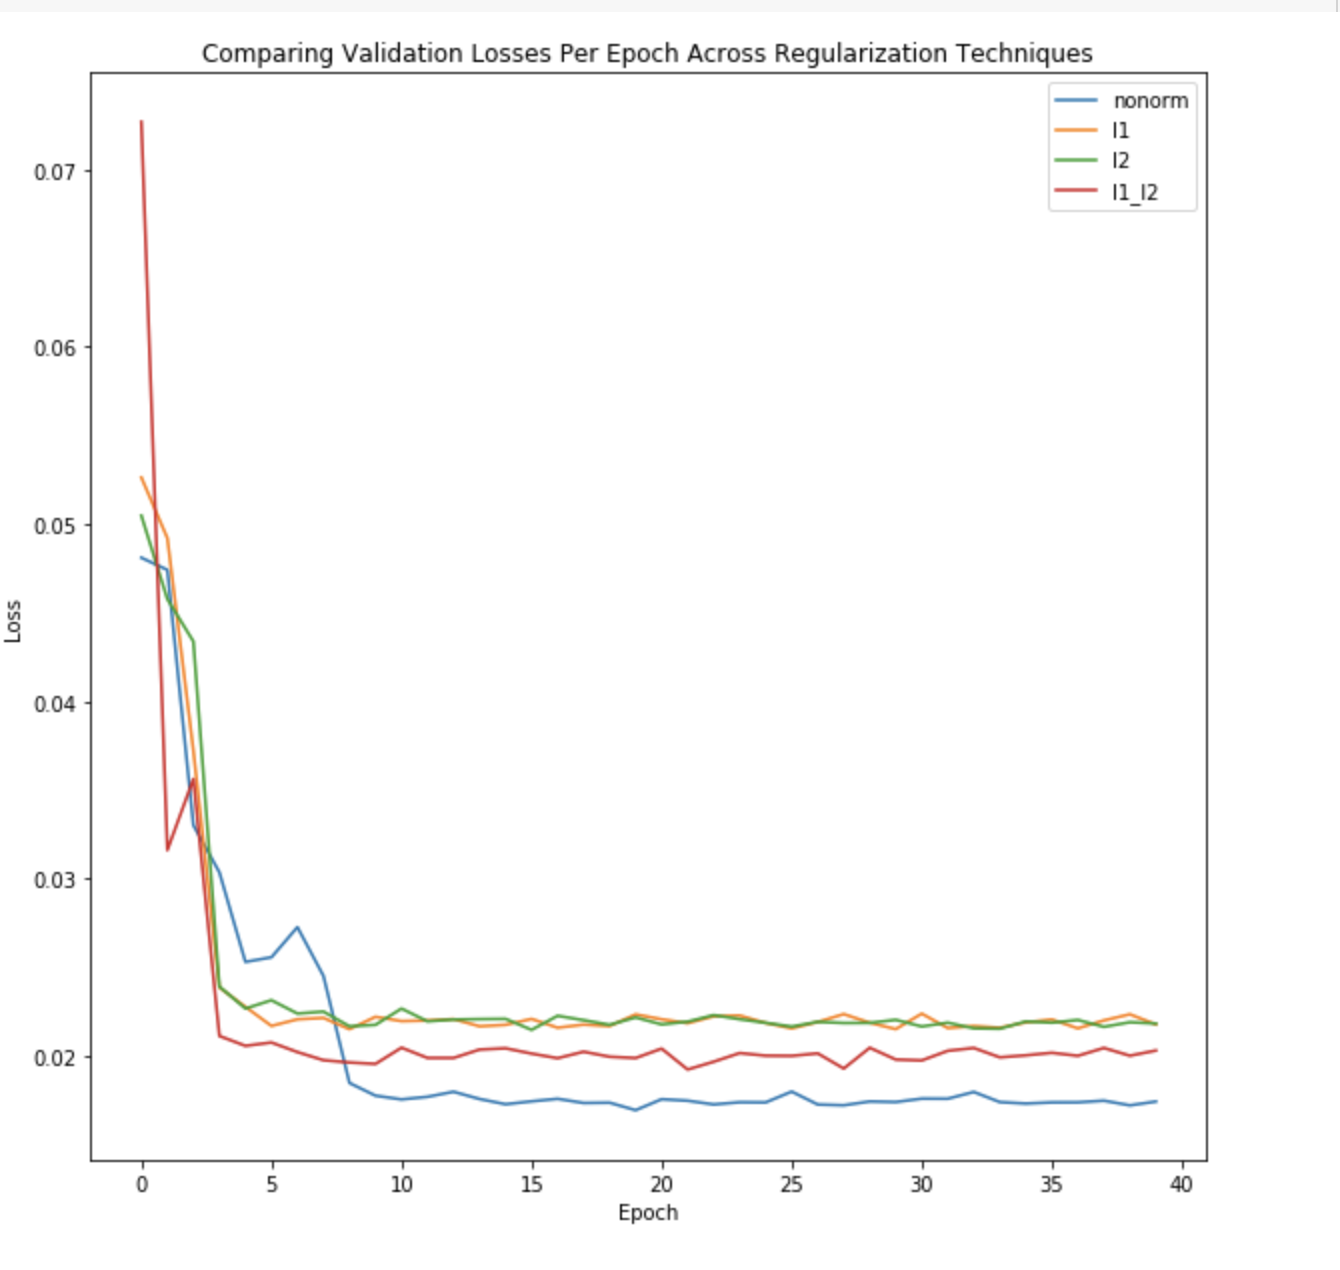 Comparing Validation Losses Per Epoch Across Regularization Techniques
nonorm
l1
l2
l1_l2
0.07
0.06
0.05
0.04
0.03
0.02
Loss
0 5 10 15 20 25 30 35 40
Epoch